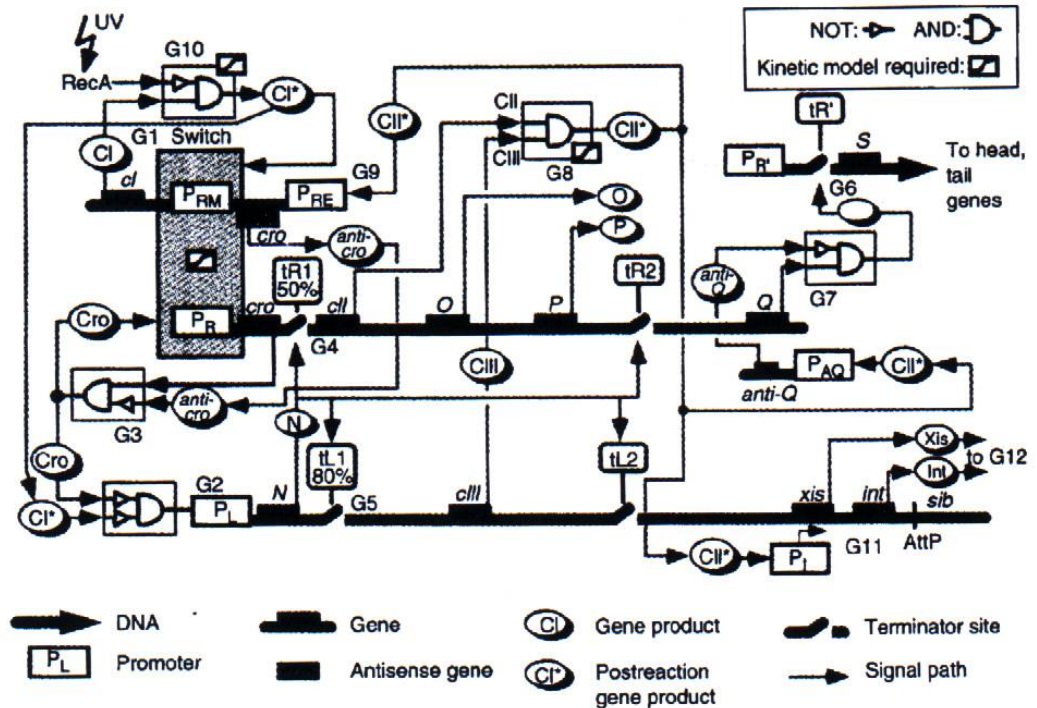 UV
RecA
G10
CI*
CI
G1
Switch
cI
PRM
PRE
G9
CII*
CII
CIII
G8
CII*
NOT:
AND:
Kinetic model required:
tR'
PR'
S
To head,
tail
genes
G6
G7
O
P
cro
anti-
cro
tR1
50%
tR2
anti-
Q
Cro
PR
cro
cII
O
P
Q
G4
CIII
anti-Q
PAQ
CII*
G3
anti-
cro
N
Cro
tL1
80%
tL2
Xis
Int
to G12
CI*
G2
PL
N
G5
cIII
xis
int
sib
CII*
PI
G11
AttP
DNA
Gene
CI
Gene product
Terminator site
PL
Promoter
Antisense gene
CI*
Postreaction
gene product
Signal path